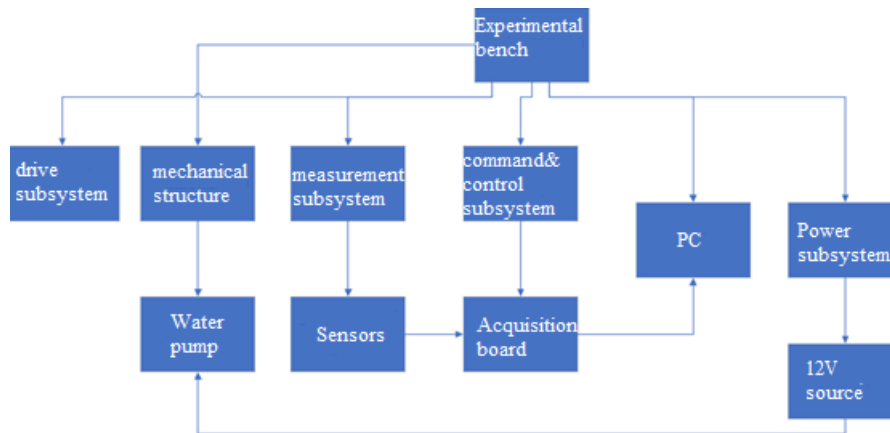 Experimental
bench
drive
subsystem
mechanical
structure
measurement
subsystem
command&
control
subsystem
PC
Power
subsystem
Water
pump
Sensors
Acquisition
board
12V
source